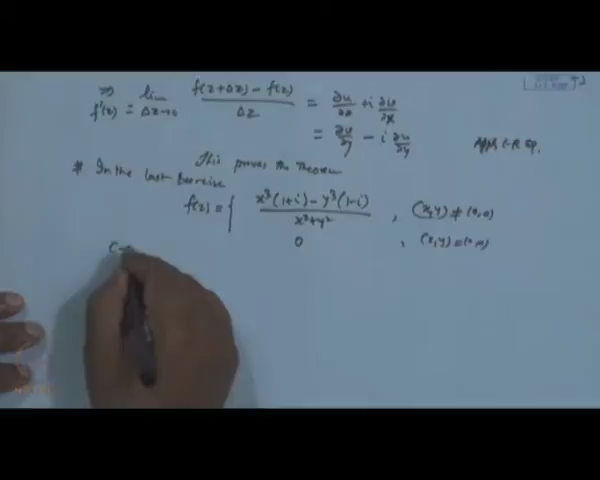 ⇒ f'(z) = lim Δz→0 (f(z+Δz) − f(z)) / Δz = ∂u/∂x + i ∂v/∂x
= ∂v/∂y − i ∂u/∂y
C-R Eq.
This proves the Theorem
* In the last Exercise
f(z) = { (x³(1+i) − y³(1−i)) / (x²+y²) , (x,y) ≠ (0,0)
0 , (x,y) = (0,0)